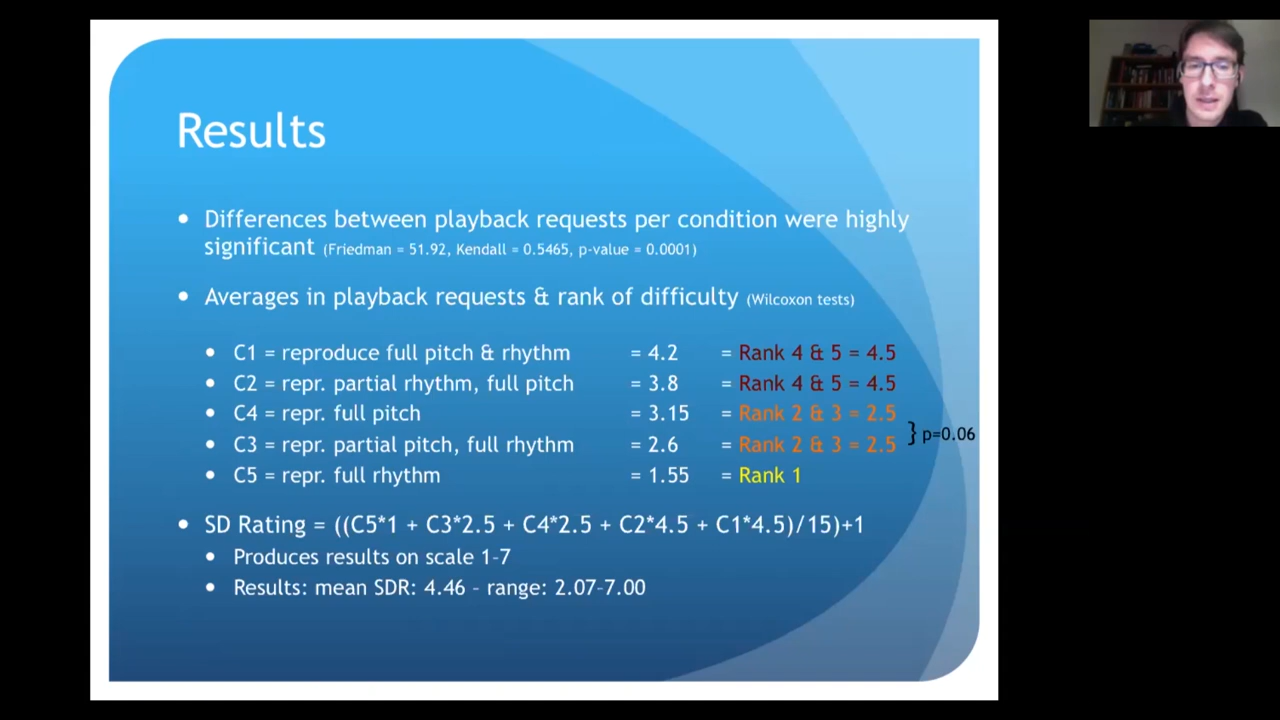 Results
• Differences between playback requests per condition were highly
significant (Friedman = 51.92, Kendall = 0.5465, p-value = 0.0001)
• Averages in playback requests & rank of difficulty (Wilcoxon tests)
• C1 = reproduce full pitch & rhythm = 4.2 = Rank 4 & 5 = 4.5
• C2 = repr. partial rhythm, full pitch = 3.8 = Rank 4 & 5 = 4.5
• C4 = repr. full pitch = 3.15 = Rank 2 & 3 = 2.5
} p=0.06
• C3 = repr. partial pitch, full rhythm = 2.6 = Rank 2 & 3 = 2.5
• C5 = repr. full rhythm = 1.55 = Rank 1
• SD Rating = ((C5*1 + C3*2.5 + C4*2.5 + C2*4.5 + C1*4.5)/15)+1
• Produces results on scale 1–7
• Results: mean SDR: 4.46 – range: 2.07–7.00